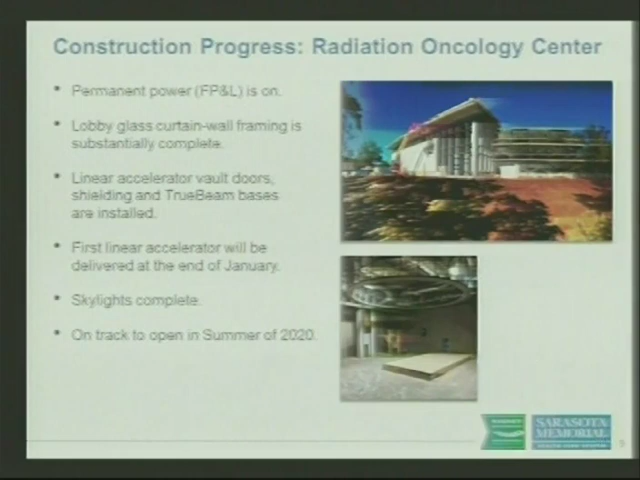 Construction Progress: Radiation Oncology Center
• Permanent power (FP&L) is on.
• Lobby glass curtain-wall framing is
substantially complete.
• Linear accelerator vault doors,
shielding and TrueBeam bases
are installed.
• First linear accelerator will be
delivered at the end of January.
• Skylights complete.
• On track to open in Summer of 2020.
SARASOTA
MEMORIAL